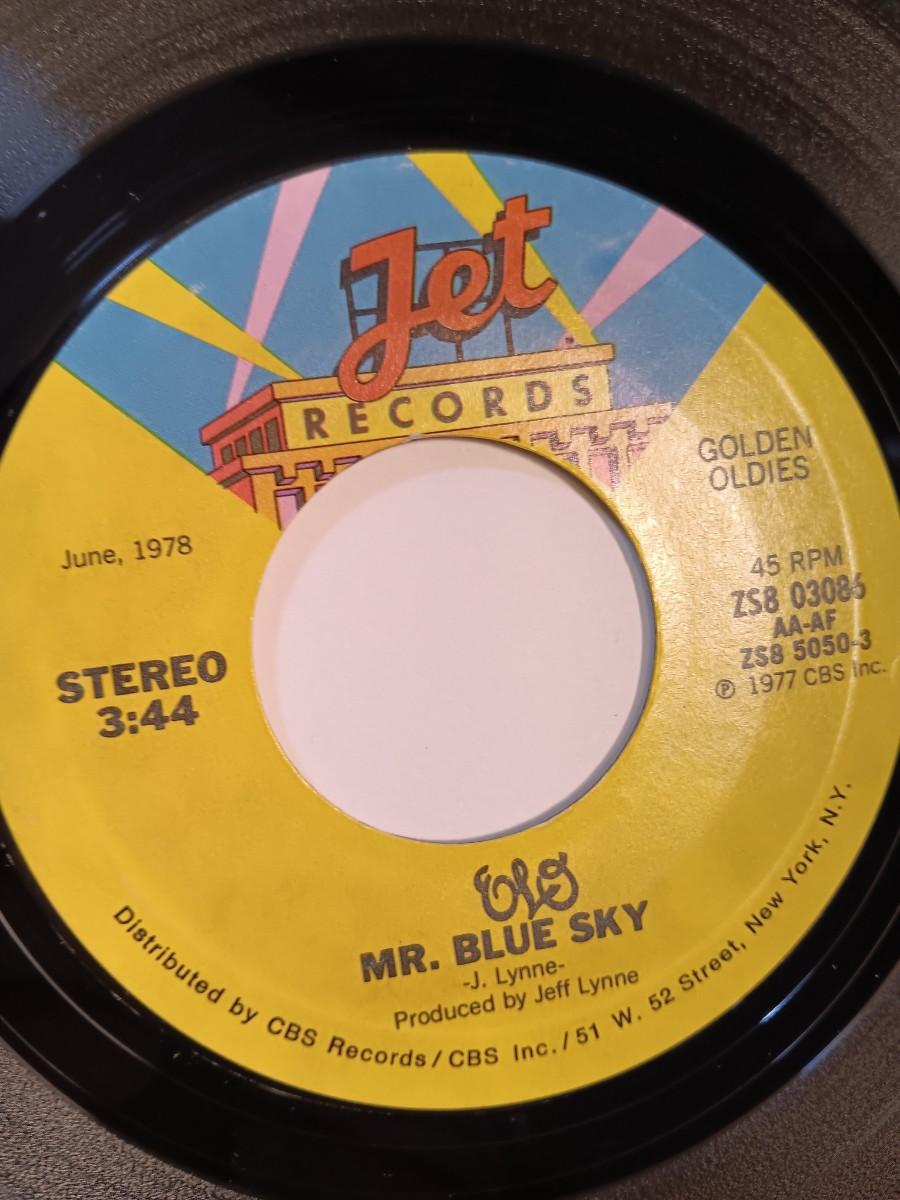 Jet
RECORDS
GOLDEN
OLDIES
June, 1978
45 RPM
ZS8 03086
AA-AF
ZS8 5050-3
℗ 1977 CBS Inc.
STEREO
3:44
ELO
MR. BLUE SKY
-J. Lynne-
Produced by Jeff Lynne
Distributed by CBS Records/CBS Inc./51 W. 52 Street, New York, N.Y.